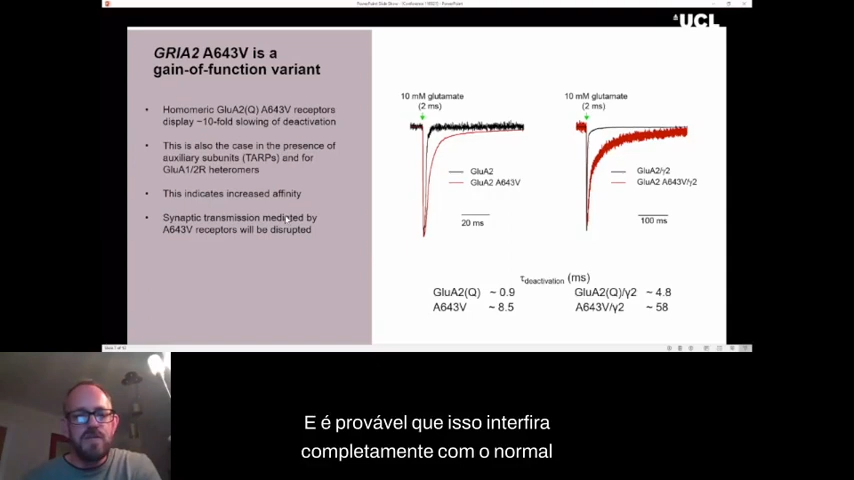 UCL
GRIA2 A643V is a
gain-of-function variant
• Homomeric GluA2(Q) A643V receptors
display ~10-fold slowing of deactivation
• This is also the case in the presence of
auxiliary subunits (TARPs) and for
GluA1/2R heteromers
• This indicates increased affinity
• Synaptic transmission mediated by
A643V receptors will be disrupted
10 mM glutamate
(2 ms)
GluA2
GluA2 A643V
20 ms
10 mM glutamate
(2 ms)
GluA2/γ2
GluA2 A643V/γ2
100 ms
τdeactivation (ms)
GluA2(Q) ~ 0.9 GluA2(Q)/γ2 ~ 4.8
A643V ~ 8.5 A643V/γ2 ~ 58
E é provável que isso interfira
completamente com o normal